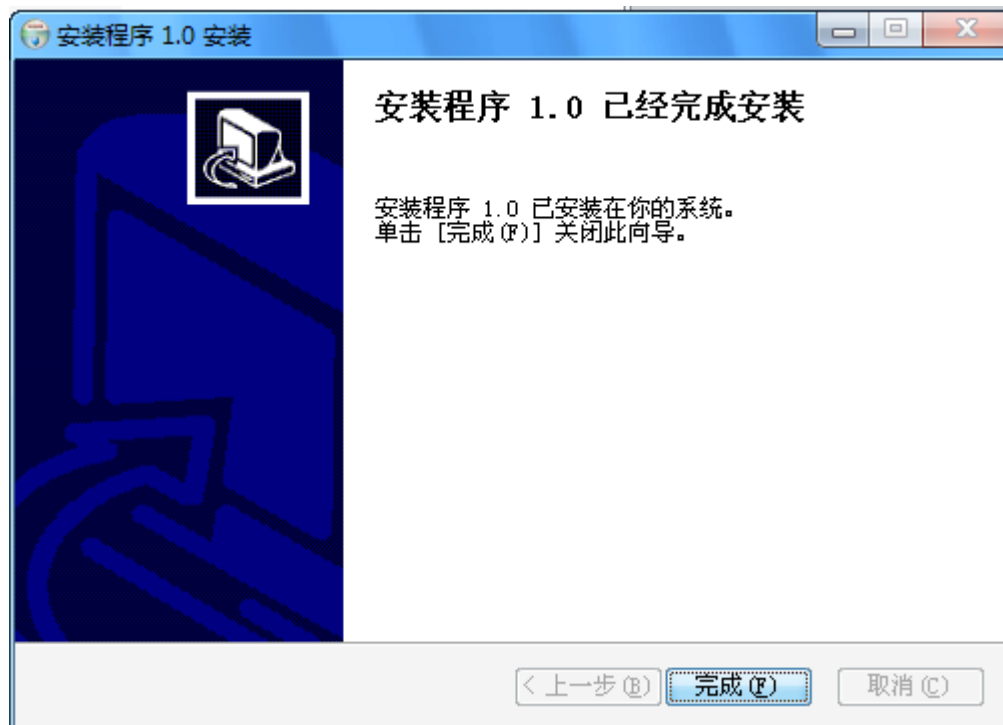 安装程序 1.0 安装
安装程序 1.0 已经完成安装
安装程序 1.0 已安装在你的系统。
单击 [完成(F)] 关闭此向导。
< 上一步(B) 完成(F) 取消(C)